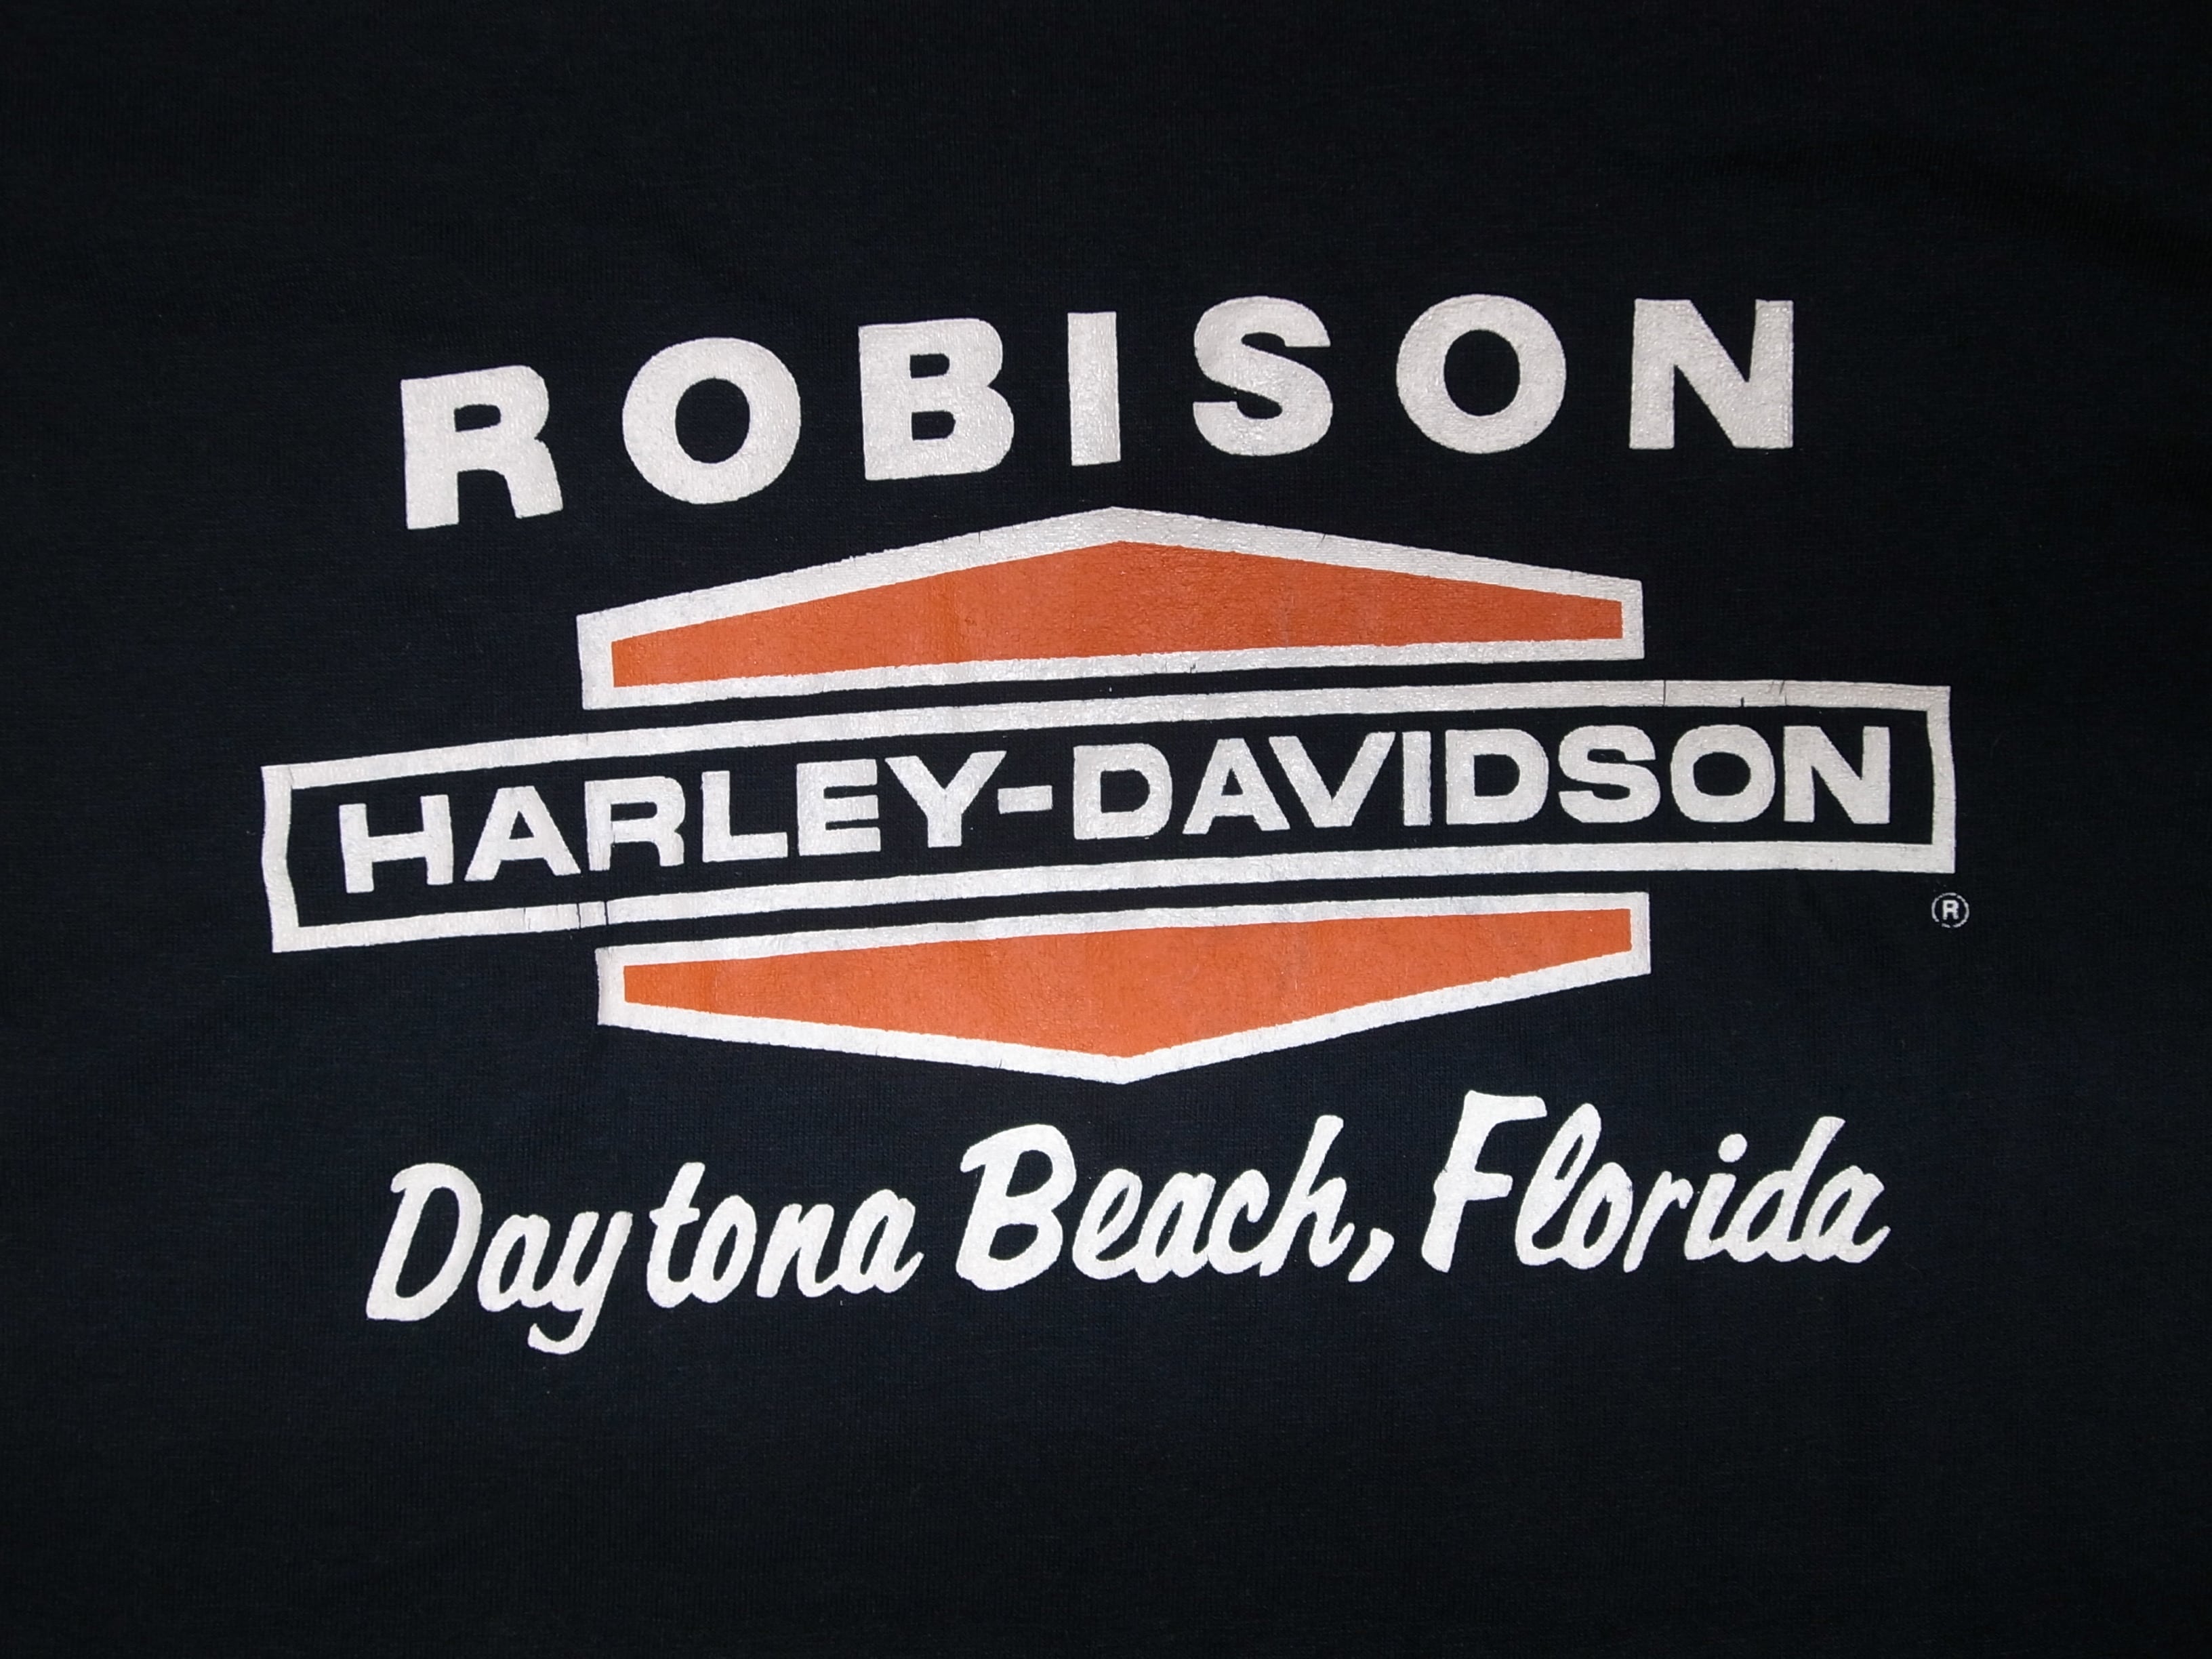 ROBISON
HARLEY-DAVIDSON
®
Daytona Beach, Florida